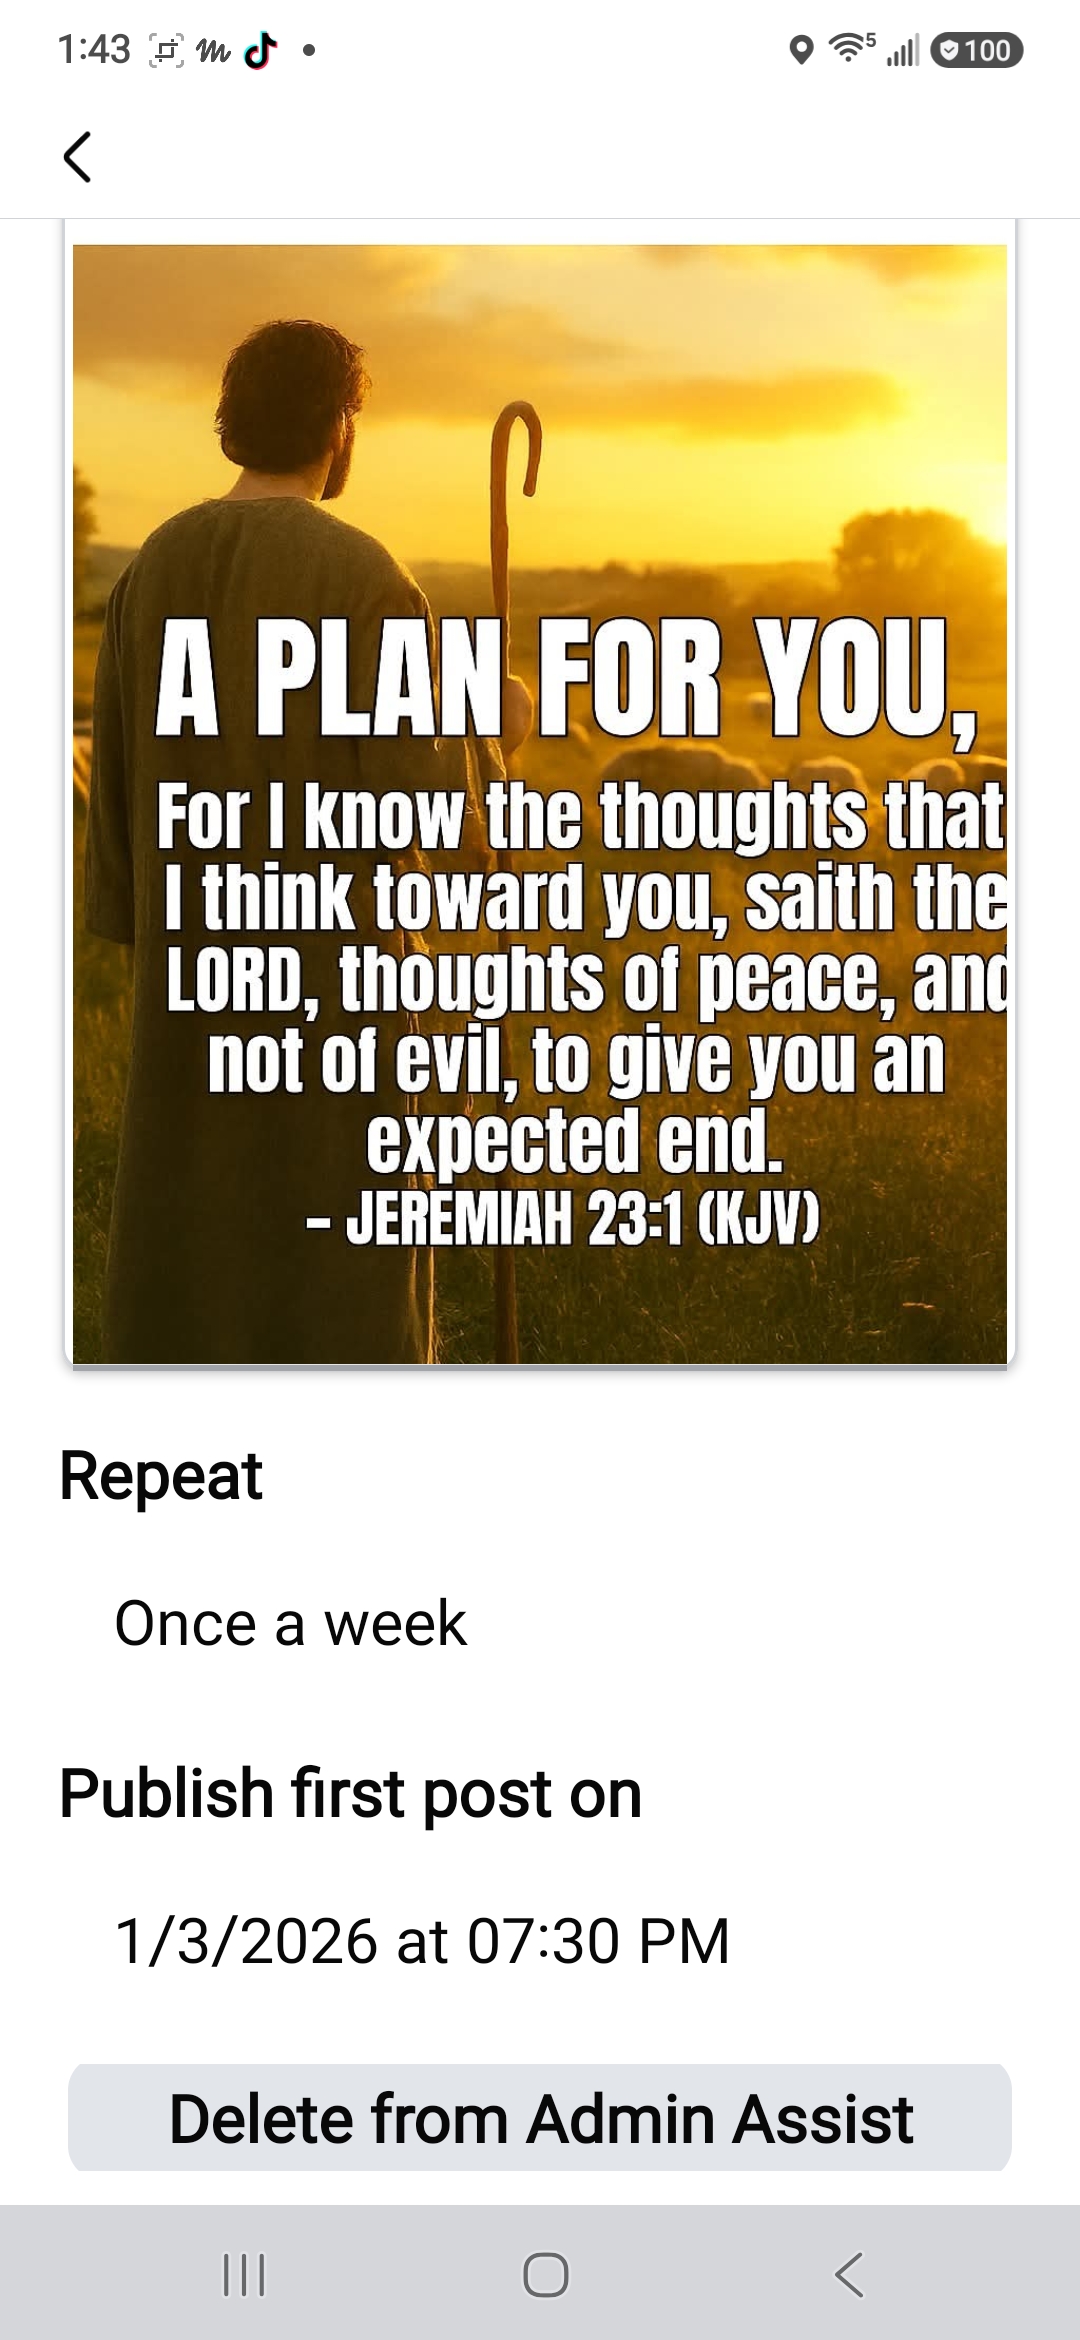 1:43
100
A PLAN FOR YOU,
For I know the thoughts that
I think toward you, saith the
LORD, thoughts of peace, and
not of evil, to give you an
expected end.
– JEREMIAH 23:1 (KJV)
Repeat
Once a week
Publish first post on
1/3/2026 at 07:30 PM
Delete from Admin Assist